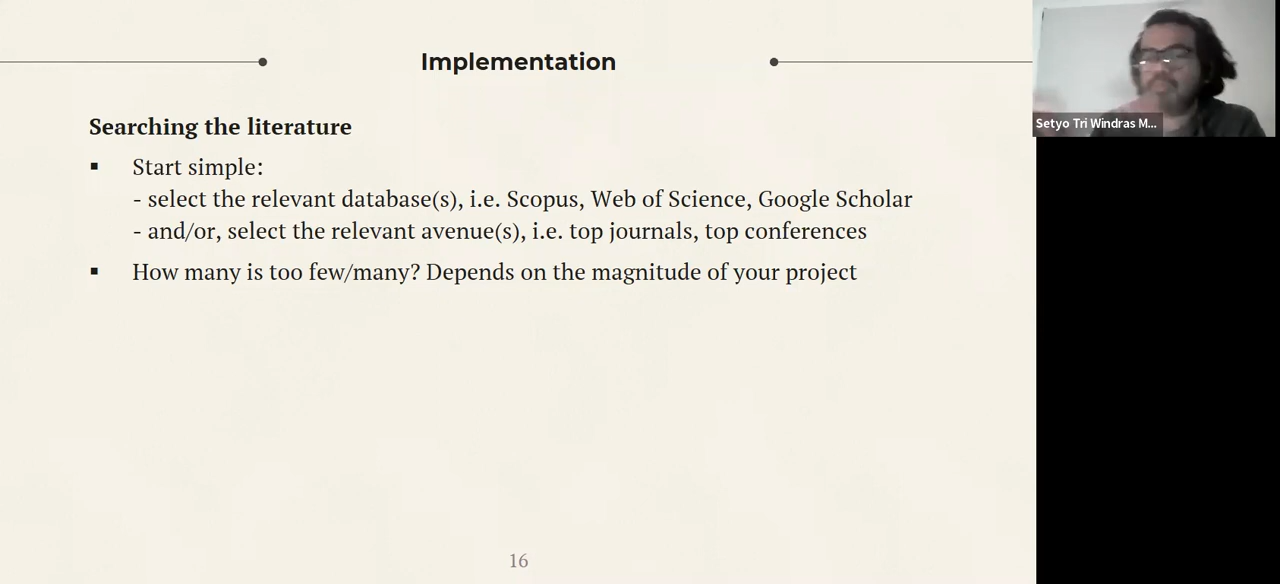 Implementation
Searching the literature
▪ Start simple:
- select the relevant database(s), i.e. Scopus, Web of Science, Google Scholar
- and/or, select the relevant avenue(s), i.e. top journals, top conferences
▪ How many is too few/many? Depends on the magnitude of your project
16
Setyo Tri Windras M...